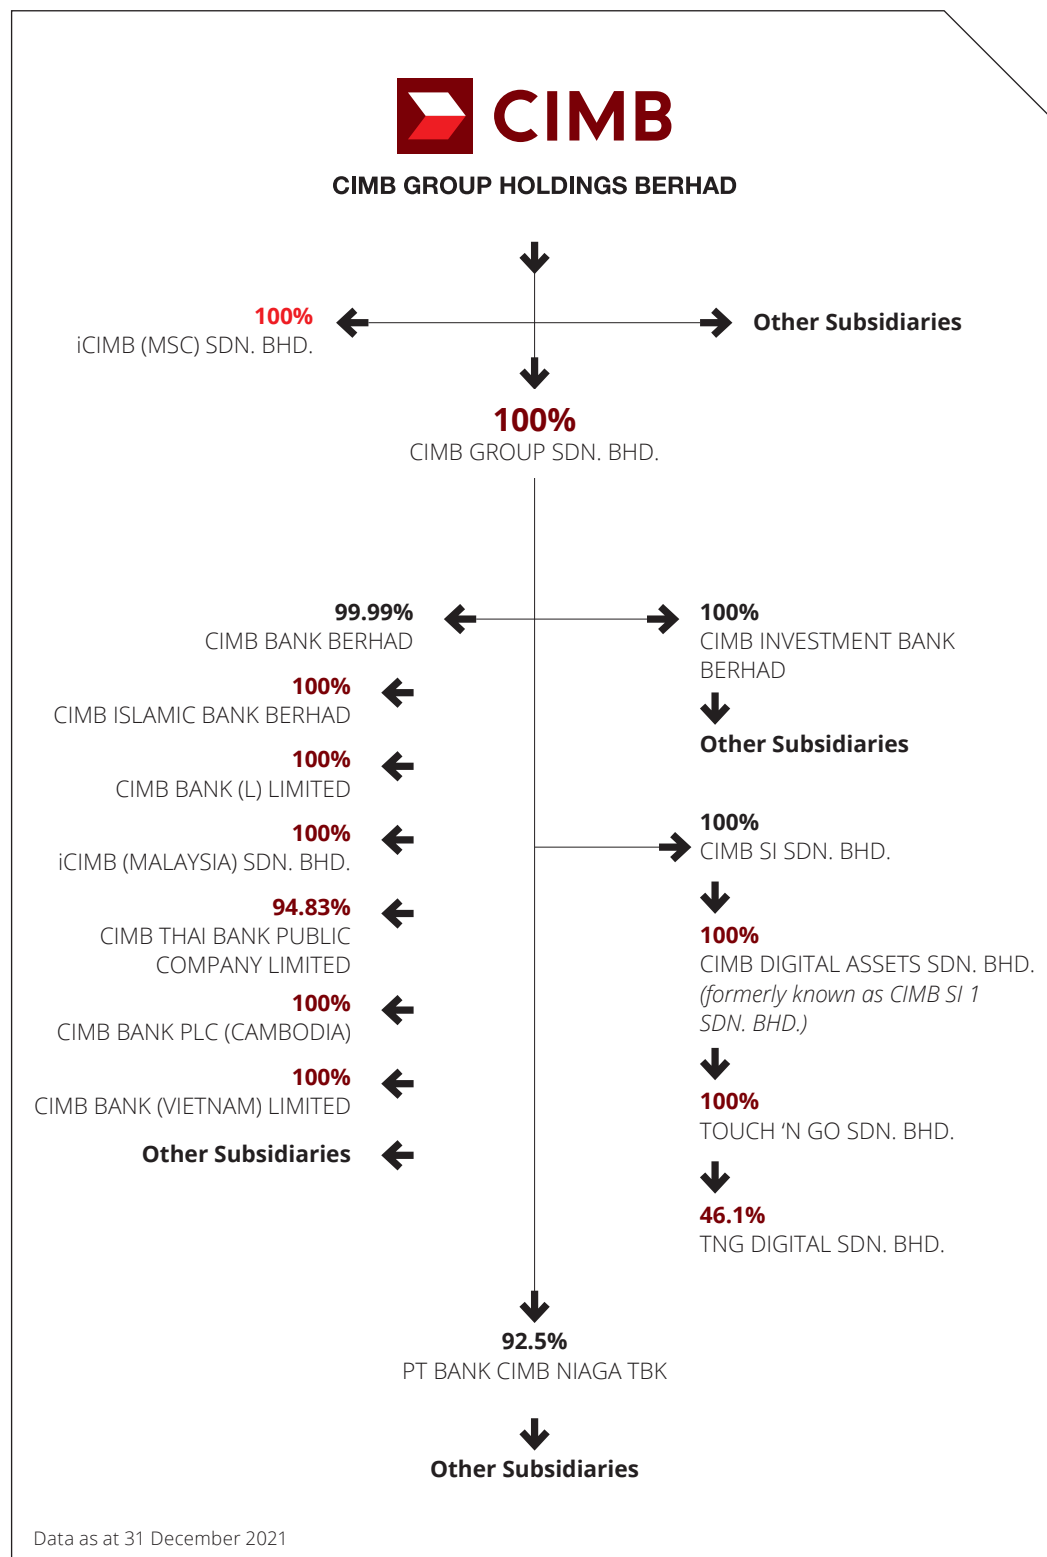 CIMB
CIMB GROUP HOLDINGS BERHAD
100%
iCIMB (MSC) SDN. BHD.
Other Subsidiaries
100%
CIMB GROUP SDN. BHD.
99.99%
CIMB BANK BERHAD
100%
CIMB ISLAMIC BANK BERHAD
100%
CIMB BANK (L) LIMITED
100%
iCIMB (MALAYSIA) SDN. BHD.
94.83%
CIMB THAI BANK PUBLIC
COMPANY LIMITED
100%
CIMB BANK PLC (CAMBODIA)
100%
CIMB BANK (VIETNAM) LIMITED
Other Subsidiaries
100%
CIMB INVESTMENT BANK
BERHAD
Other Subsidiaries
100%
CIMB SI SDN. BHD.
100%
CIMB DIGITAL ASSETS SDN. BHD.
(formerly known as CIMB SI 1
SDN. BHD.)
100%
TOUCH ‘N GO SDN. BHD.
46.1%
TNG DIGITAL SDN. BHD.
92.5%
PT BANK CIMB NIAGA TBK
Other Subsidiaries
Data as at 31 December 2021